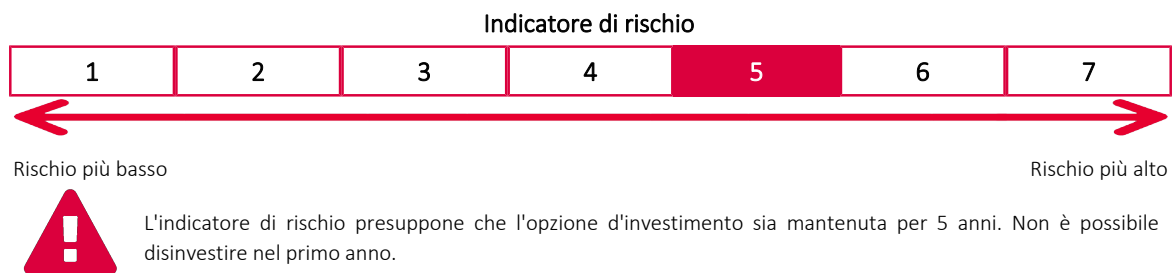 Indicatore di rischio
1 2 3 4 5 6 7
Rischio più basso Rischio più alto
L'indicatore di rischio presuppone che l'opzione d'investimento sia mantenuta per 5 anni. Non è possibile
disinvestire nel primo anno.